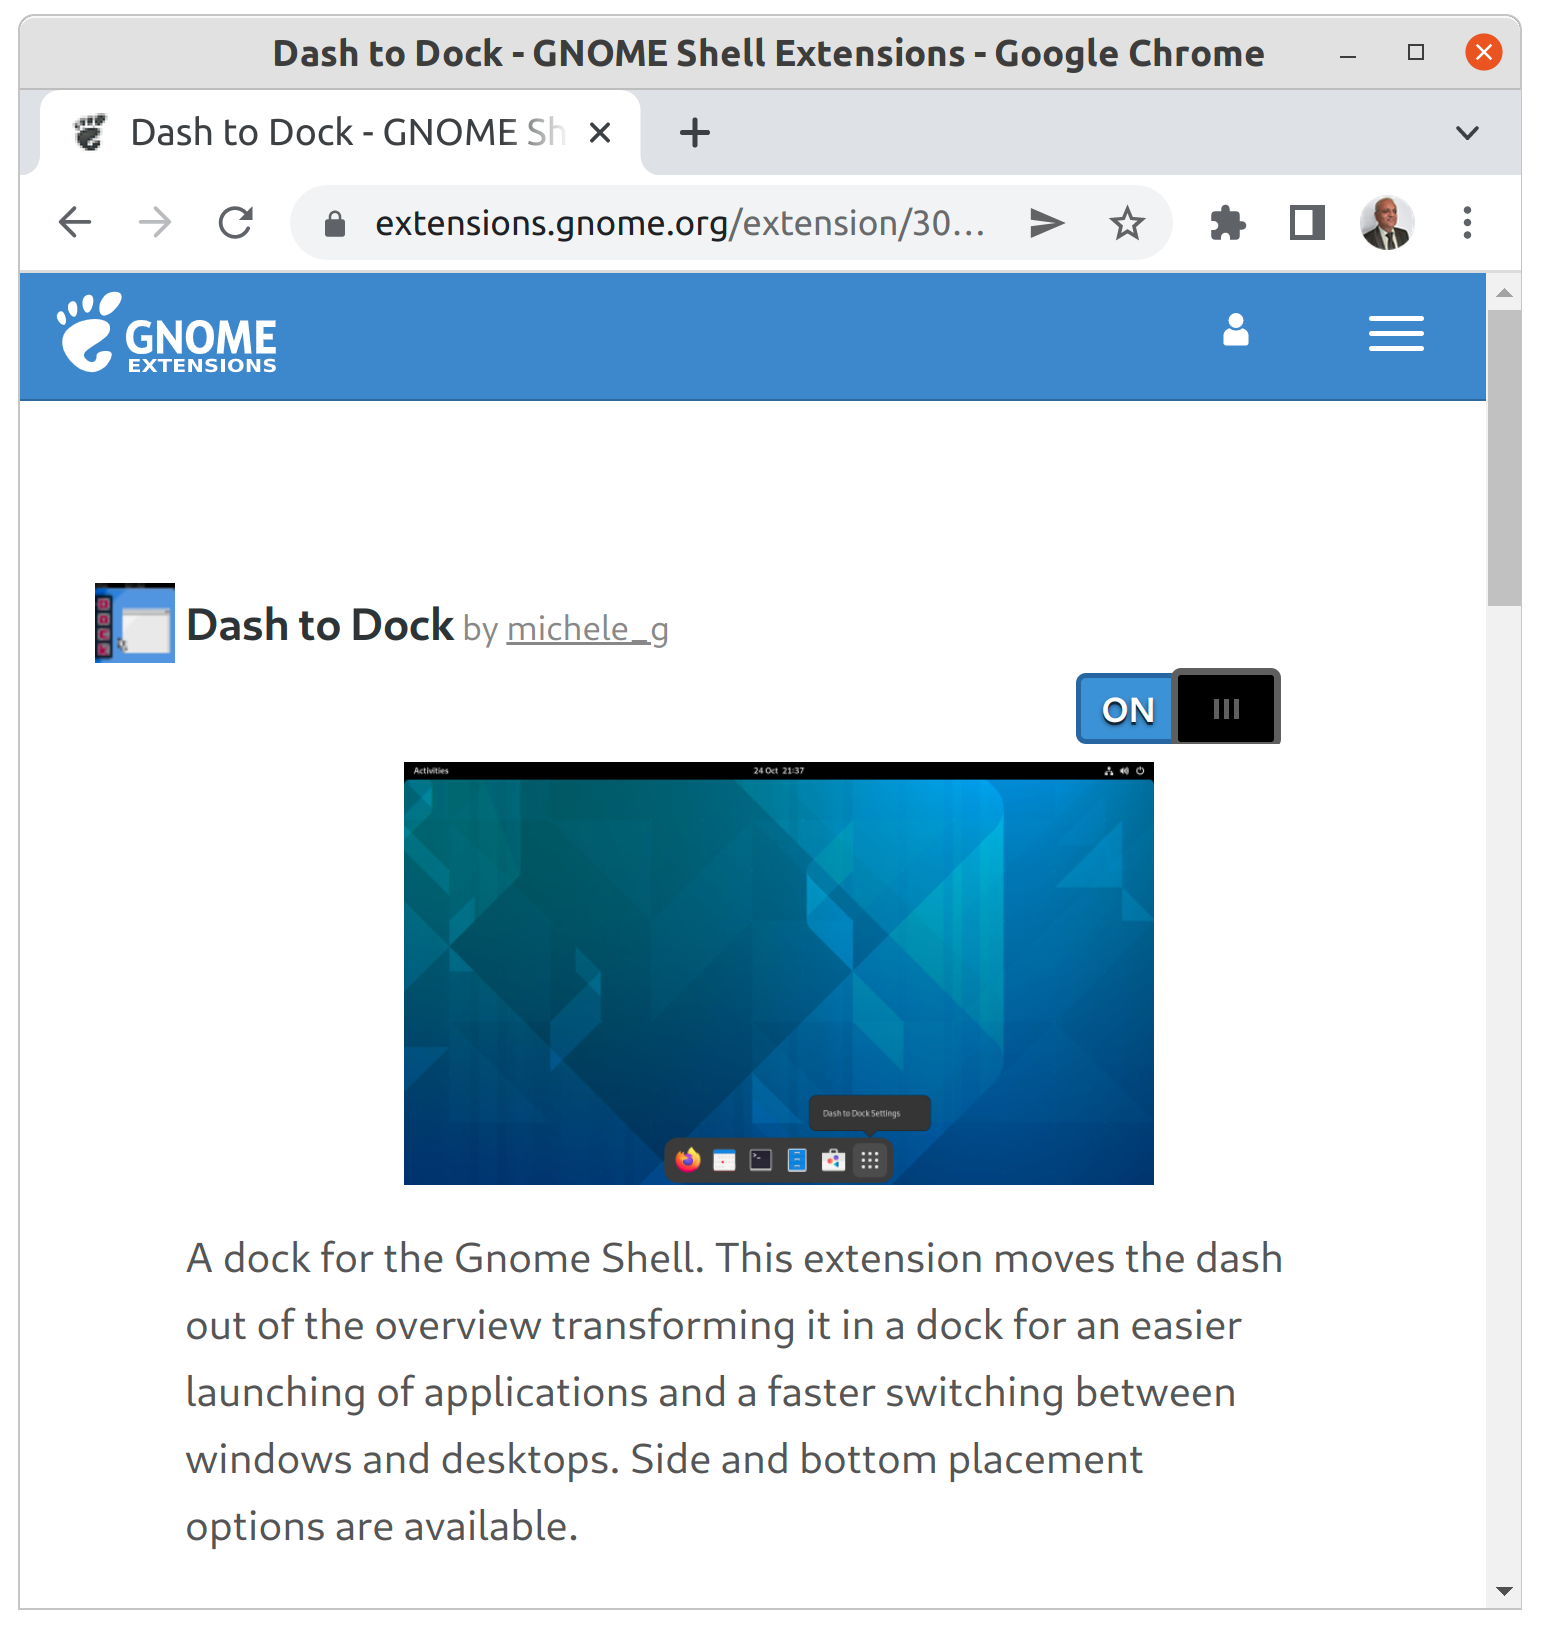 Dash to Dock - GNOME Shell Extensions - Google Chrome
Dash to Dock - GNOME Sh
extensions.gnome.org/extension/30...
GNOME
EXTENSIONS
Dash to Dock by michele_g
ON
Activities 24 Oct 21:37
Dash to Dock Settings
A dock for the Gnome Shell. This extension moves the dash
out of the overview transforming it in a dock for an easier
launching of applications and a faster switching between
windows and desktops. Side and bottom placement
options are available.